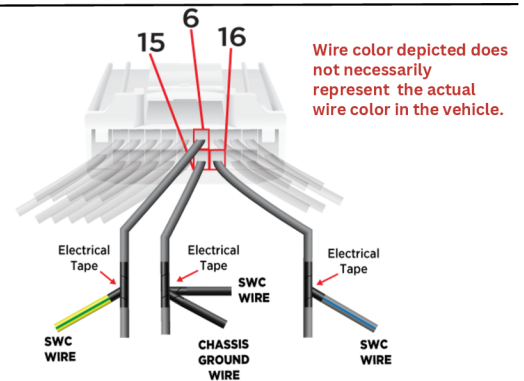 6
15
16
Wire color depicted does
not necessarily
represent the actual
wire color in the vehicle.
Electrical
Tape
Electrical
Tape
Electrical
Tape
SWC
WIRE
SWC
WIRE
CHASSIS
GROUND
WIRE
SWC
WIRE